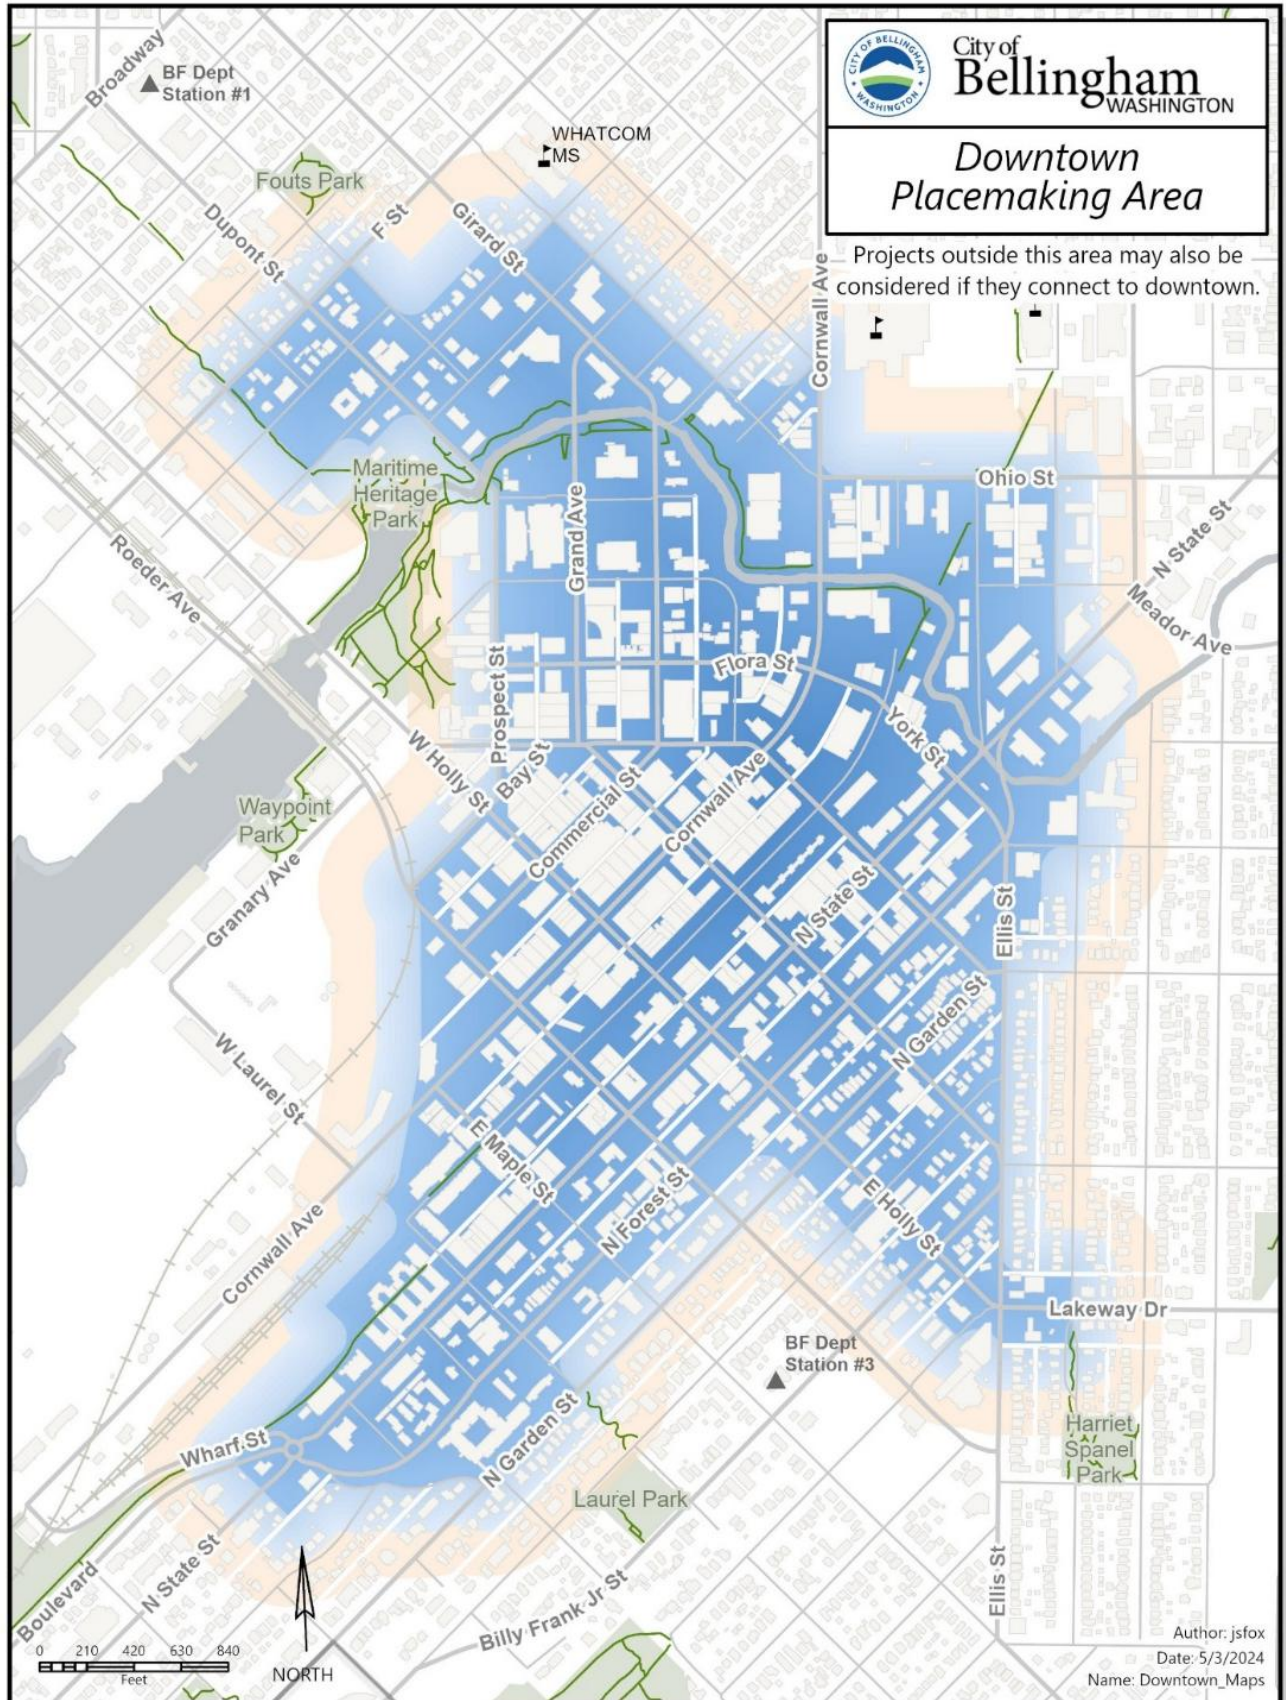 CITY OF BELLINGHAM
WASHINGTON
City of
Bellingham
WASHINGTON
Downtown
Placemaking Area
Projects outside this area may also be
considered if they connect to downtown.
Broadway
BF Dept
Station #1
WHATCOM
MS
Fouts Park
F St
Girard St
Dupont St
Cornwall Ave
Maritime
Heritage
Park
Ohio St
Grand Ave
N State St
Roeder Ave
Meador Ave
Flora St
Prospect St
York St
W Holly St
Bay St
Commercial St
Cornwall Ave
Waypoint
Park
Granary Ave
N State St
Ellis St
N Garden St
W Laurel St
E Maple St
N Forest St
E Holly St
Cornwall Ave
Lakeway Dr
BF Dept
Station #3
Harriet
Spanel
Park
Wharf St
N Garden St
Laurel Park
N State St
Boulevard
Billy Frank Jr St
Ellis St
0 210 420 630 840
Feet
NORTH
Author: jsfox
Date: 5/3/2024
Name: Downtown_Maps